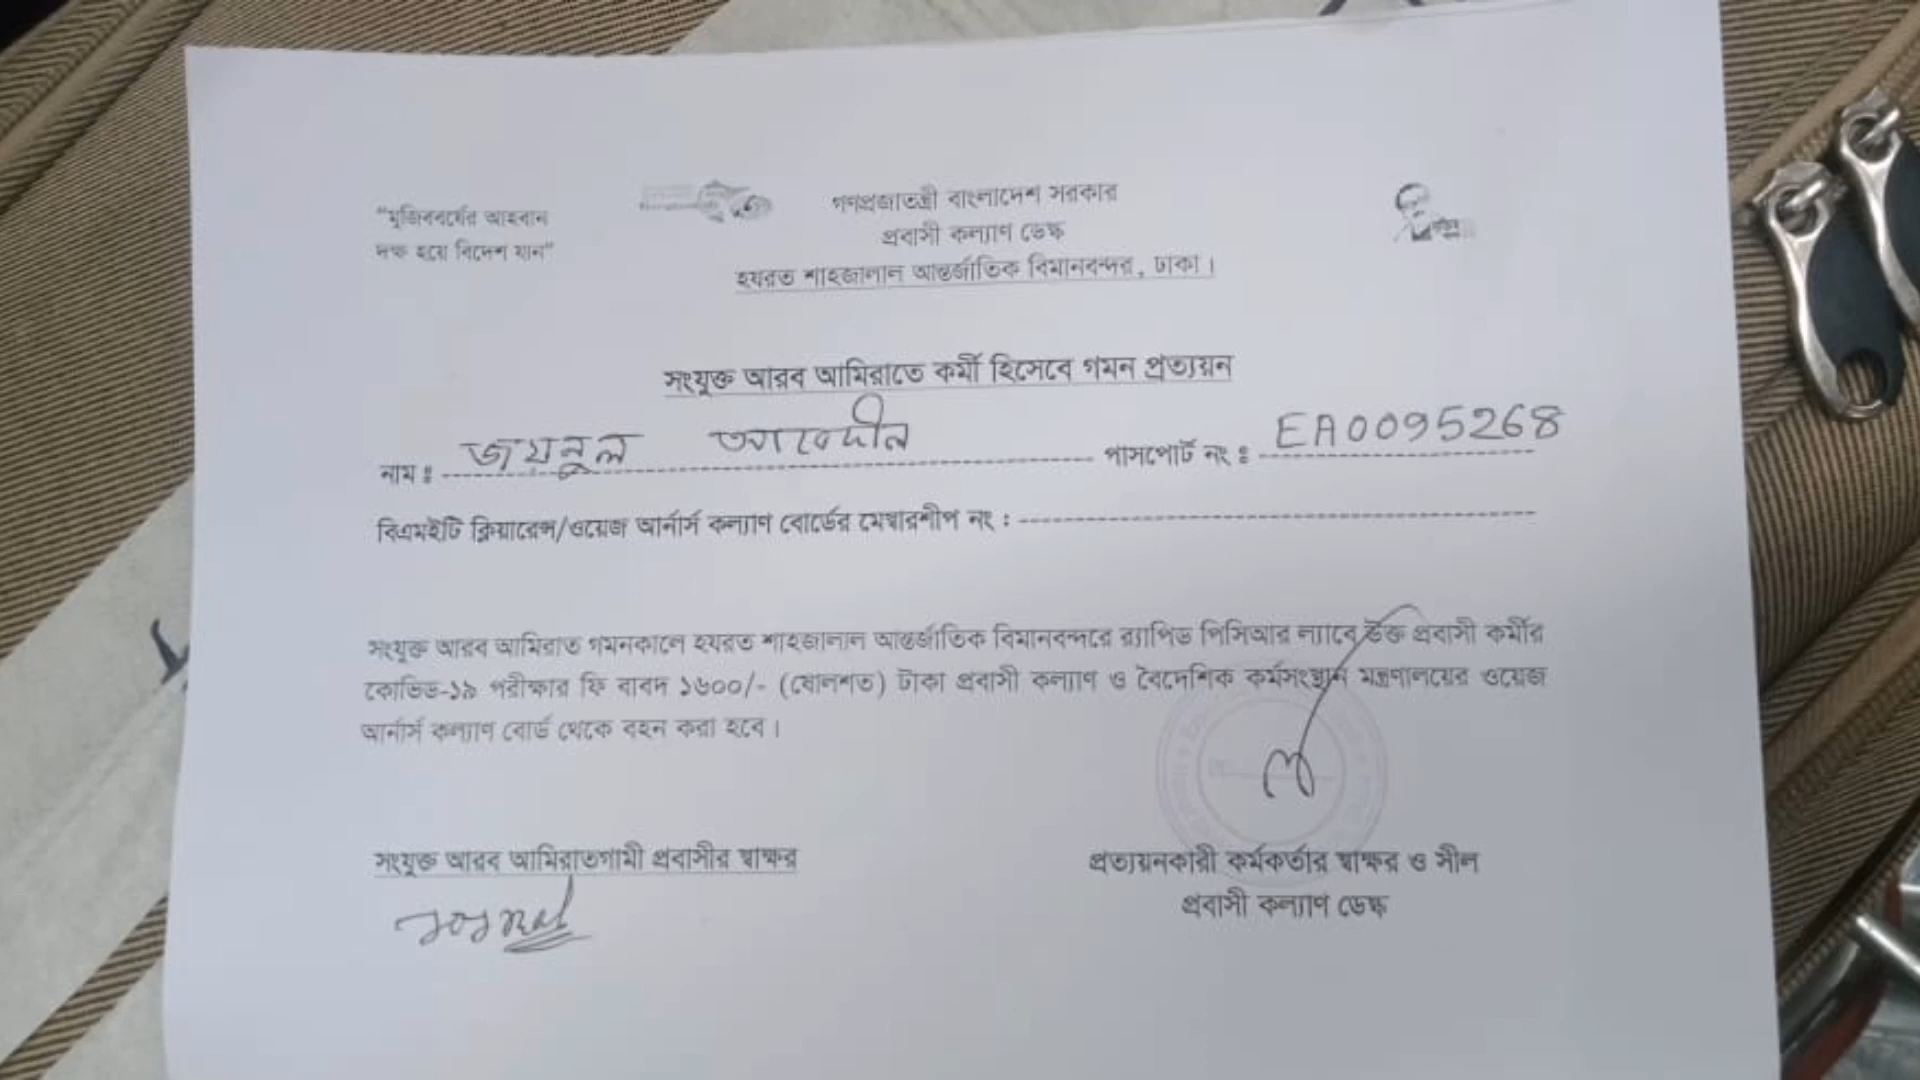 "মুজিববর্ষের আহবান
দক্ষ হয়ে বিদেশ যান"
গণপ্রজাতন্ত্রী বাংলাদেশ সরকার
প্রবাসী কল্যাণ ডেস্ক
হযরত শাহজালাল আন্তর্জাতিক বিমানবন্দর, ঢাকা।
সংযুক্ত আরব আমিরাতে কর্মী হিসেবে গমন প্রত্যয়ন
নাম ঃ জয়নুল আবেদীন পাসপোর্ট নং ঃ EA0095268
বিএমইটি ক্লিয়ারেন্স/ওয়েজ আর্নার্স কল্যাণ বোর্ডের মেম্বারশীপ নং :
সংযুক্ত আরব আমিরাত গমনকালে হযরত শাহজালাল আন্তর্জাতিক বিমানবন্দরে র‍্যাপিড পিসিআর ল্যাবে উক্ত প্রবাসী কর্মীর
কোভিড-১৯ পরীক্ষার ফি বাবদ ১৬০০/- (ষোলশত) টাকা প্রবাসী কল্যাণ ও বৈদেশিক কর্মসংস্থান মন্ত্রণালয়ের ওয়েজ
আর্নার্স কল্যাণ বোর্ড থেকে বহন করা হবে।
সংযুক্ত আরব আমিরাতগামী প্রবাসীর স্বাক্ষর
প্রত্যয়নকারী কর্মকর্তার স্বাক্ষর ও সীল
প্রবাসী কল্যাণ ডেস্ক